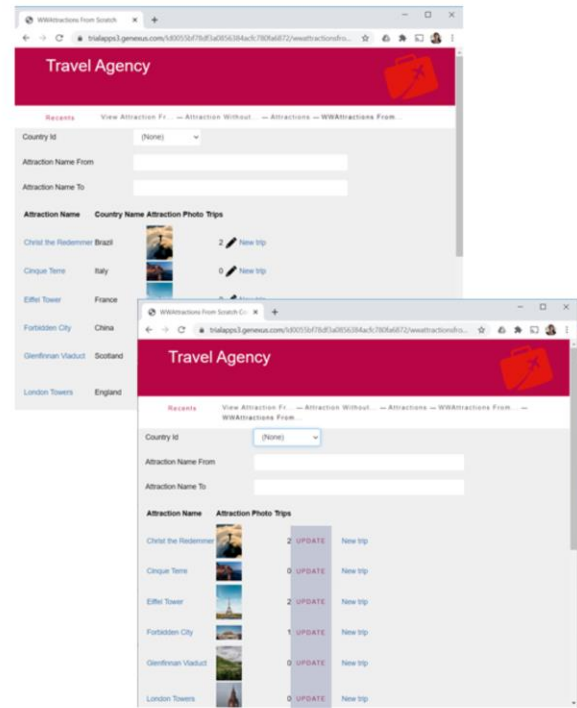 WWAttractions From Scratch
trialapps3.genexus.com/Id0055bf78df3a0856384acfc780fa6872/wwattractionsfro...
Travel Agency
Recents View Attraction Fr... — Attraction Without... — Attractions — WWAttractions From...
Country Id (None)
Attraction Name From
Attraction Name To
Attraction Name Country Name Attraction Photo Trips
Christ the Redemmer Brazil 2 New trip
Cinque Terre Italy 0 New trip
Eiffel Tower France
Forbidden City China
Glenfinnan Viaduct Scotland
London Towers England
WWAttractions From Scratch Co
trialapps3.genexus.com/Id0055bf78df3a0856384acfc780fa6872/wwattractionsfro...
Travel Agency
Recents View Attraction Fr... — Attraction Without... — Attractions — WWAttractions From... —
WWAttractions From...
Country Id (None)
Attraction Name From
Attraction Name To
Attraction Name Attraction Photo Trips
Christ the Redemmer 2 UPDATE New trip
Cinque Terre 0 UPDATE New trip
Eiffel Tower 2 UPDATE New trip
Forbidden City 1 UPDATE New trip
Glenfinnan Viaduct 0 UPDATE New trip
London Towers 0 UPDATE New trip